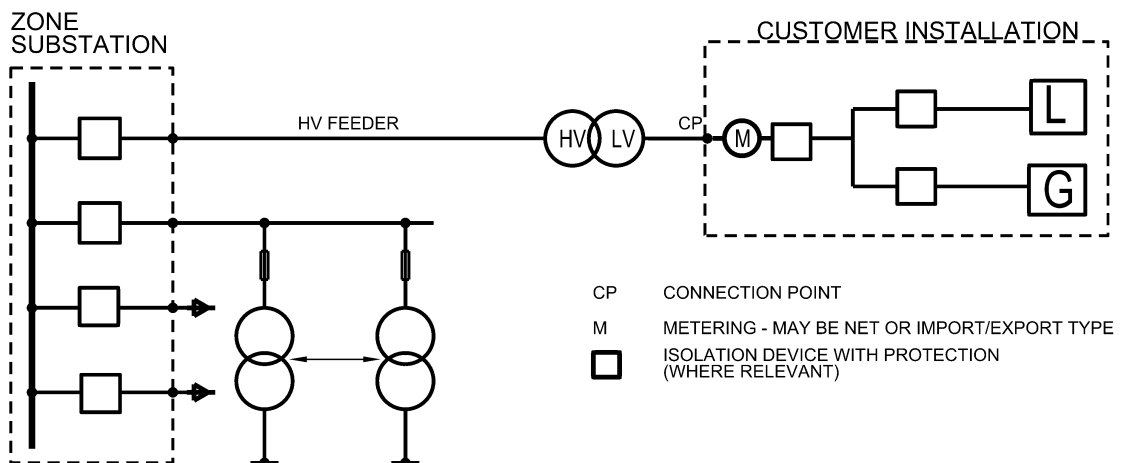 ZONE
SUBSTATION
CUSTOMER INSTALLATION
HV FEEDER
HV
LV
CP
M
L
G
CP CONNECTION POINT
M METERING - MAY BE NET OR IMPORT/EXPORT TYPE
ISOLATION DEVICE WITH PROTECTION
(WHERE RELEVANT)